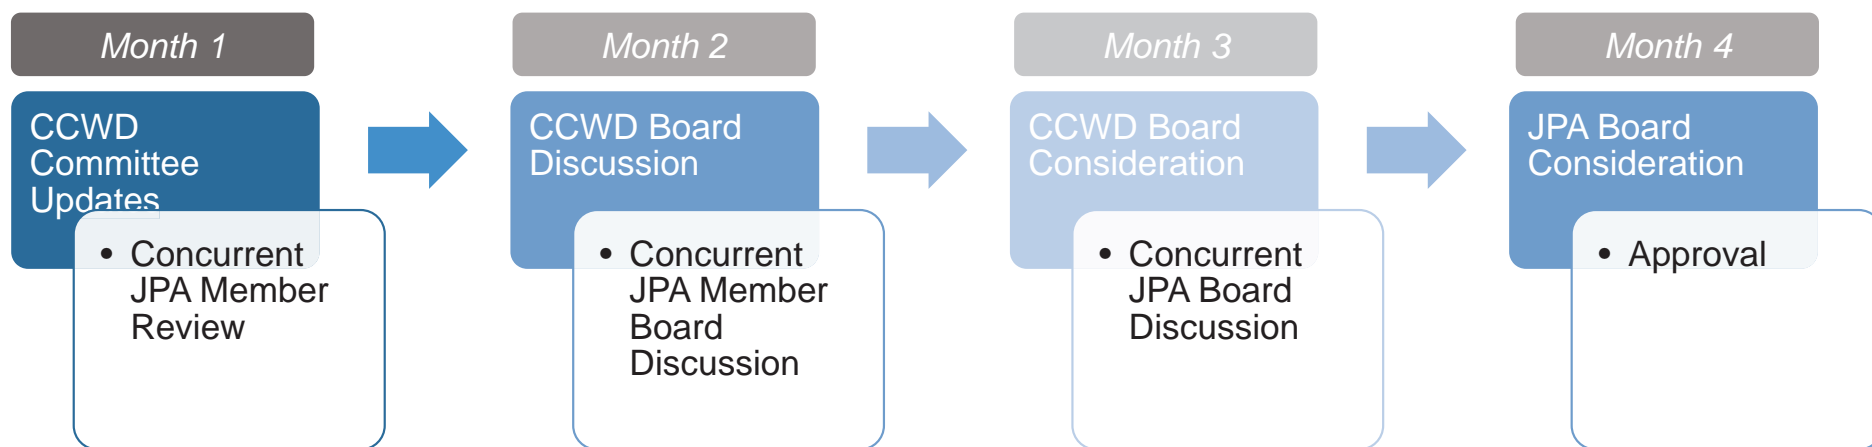 Month 1
CCWD
Committee
Updates
• Concurrent
JPA Member
Review
Month 2
CCWD Board
Discussion
• Concurrent
JPA Member
Board
Discussion
Month 3
CCWD Board
Consideration
• Concurrent
JPA Board
Discussion
Month 4
JPA Board
Consideration
• Approval